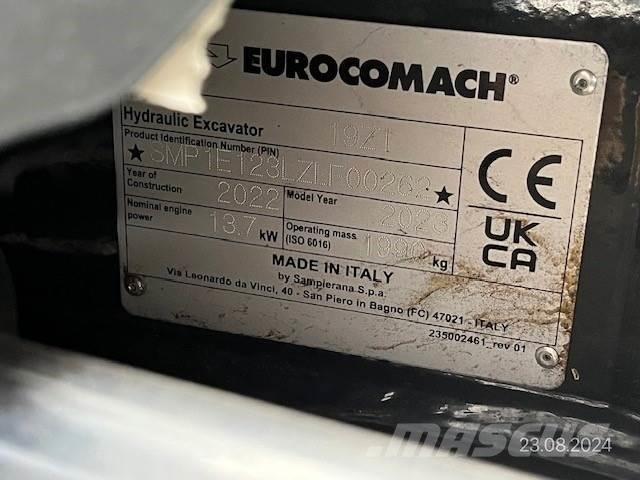 EUROCOMACH®
Hydraulic Excavator 19ZT
Product Identification Number (PIN)
★SMP1E123LZLF00262★
Year of Construction 2022 Model Year 2023
Nominal engine power 13.7 kW Operating mass (ISO 6016) 1990 kg
CE
UK
CA
MADE IN ITALY
by Sampierana S.p.a.
Via Leonardo da Vinci, 40 - San Piero in Bagno (FC) 47021 - ITALY
235002461_rev 01
MASCUS
23.08.2024